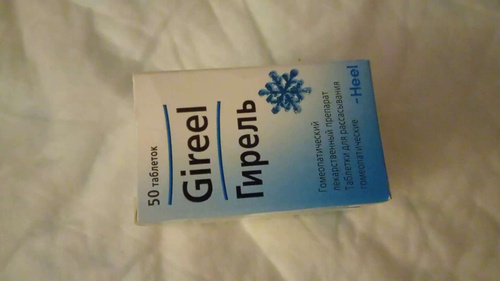 50 таблеток
Gireel
Гирель
Гомеопатический
лекарственный препарат
Таблетки для рассасывания
гомеопатические
-Heel